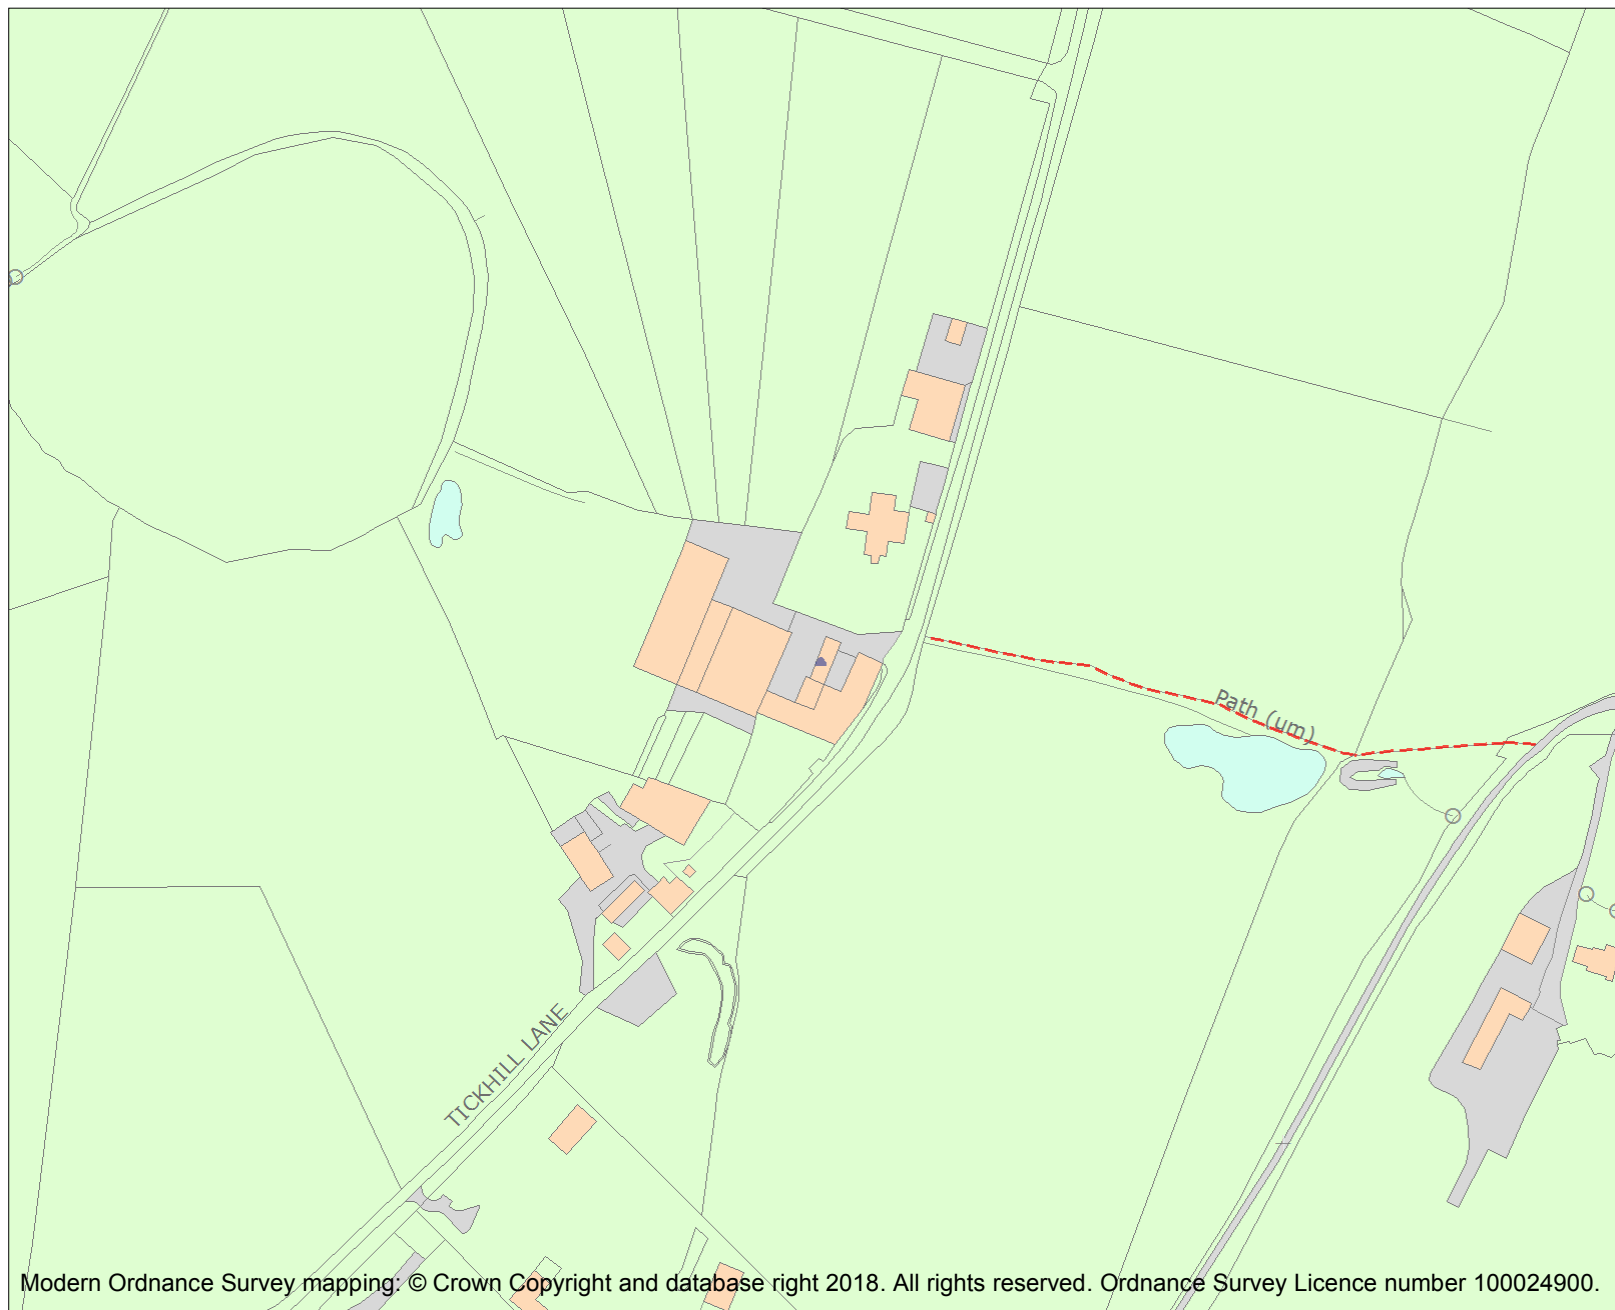 Path (um)
TICKHILL LANE
Modern Ordnance Survey mapping: © Crown Copyright and database right 2018. All rights reserved. Ordnance Survey Licence number 100024900.